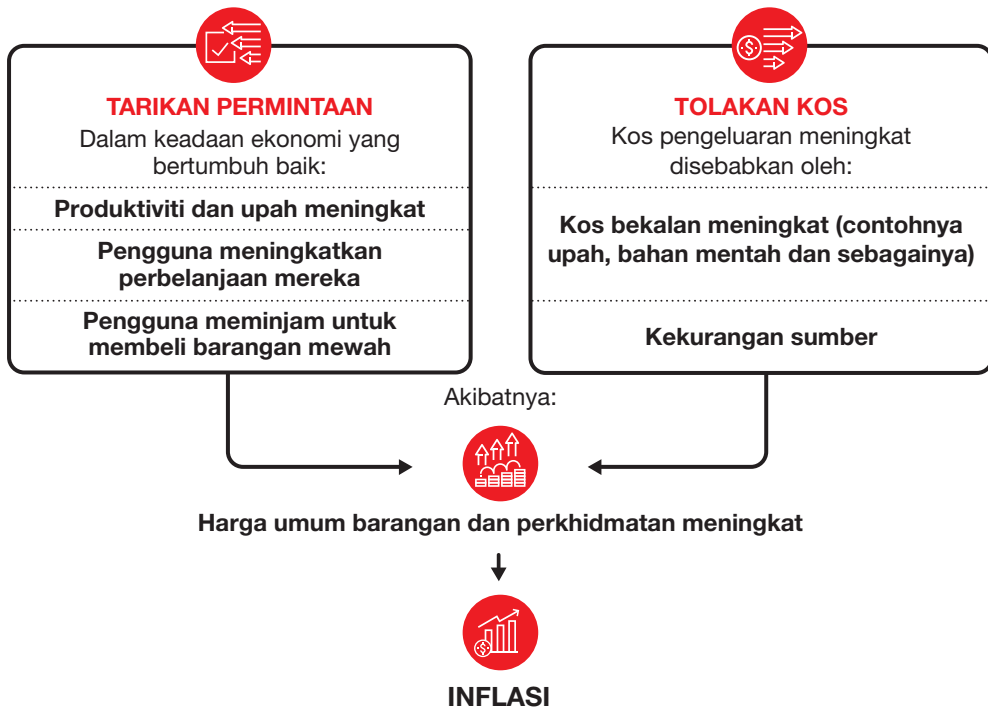 TARIKAN PERMINTAAN
Dalam keadaan ekonomi yang
bertumbuh baik:
Produktiviti dan upah meningkat
Pengguna meningkatkan
perbelanjaan mereka
Pengguna meminjam untuk
membeli barangan mewah
TOLAKAN KOS
Kos pengeluaran meningkat
disebabkan oleh:
Kos bekalan meningkat (contohnya
upah, bahan mentah dan sebagainya)
Kekurangan sumber
Akibatnya:
Harga umum barangan dan perkhidmatan meningkat
INFLASI